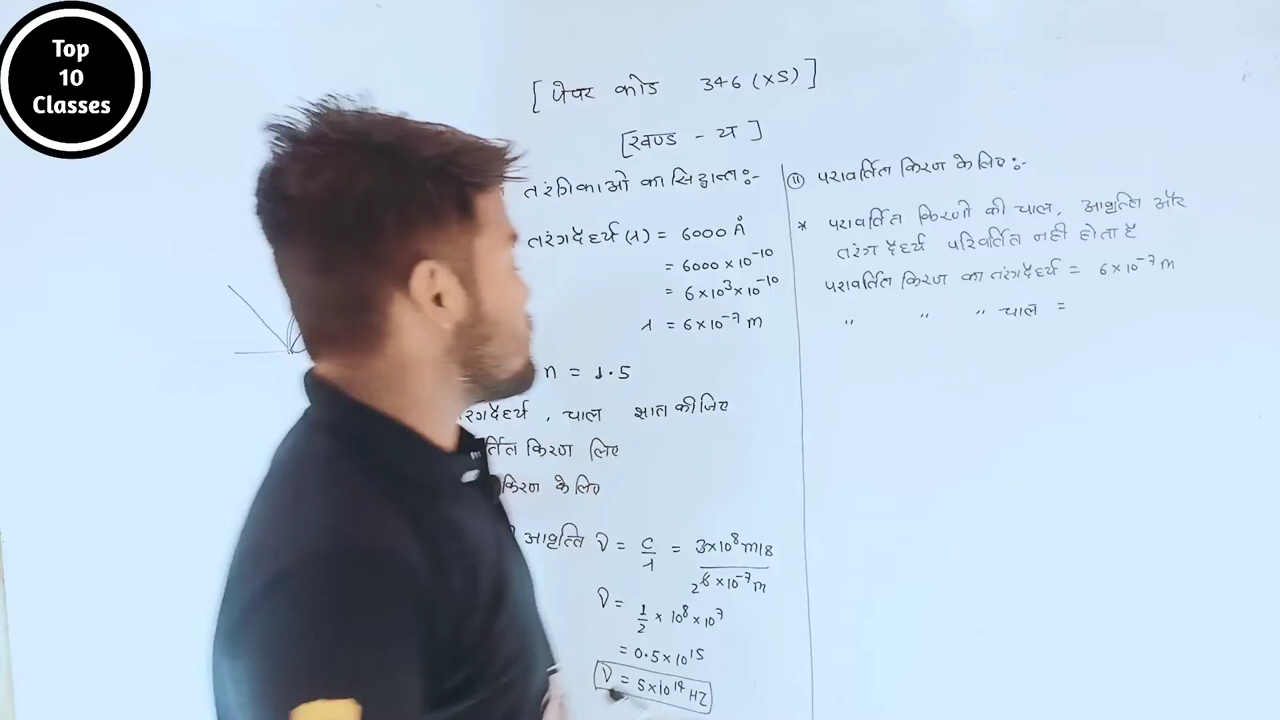 Top
10
Classes
[पेपर कोड 346 (XS)]
[खण्ड - य]
तरंगिकाओं का सिद्धान्त :-
तरंगदैर्ध्य (λ) = 6000 Å
= 6000 × 10⁻¹⁰
= 6×10³×10⁻¹⁰
λ = 6×10⁻⁷ m
n = 1.5
रंगदैर्ध्य , चाल ज्ञात कीजिए
र्तित किरण लिए
किरण के लिए
आवृत्ति ν = C/λ = 3×10⁸ m/s / 6×10⁻⁷ m
2
ν = 1/2 × 10⁸ × 10⁷
= 0.5×10¹⁵
ν = 5×10¹⁴ HZ
(ii) परावर्तित किरण के लिए :-
* परावर्तित किरणो की चाल, आवृत्ति और
तरंग दैर्ध्य परिवर्तित नही होता है
परावर्तित किरण का तरंगदैर्ध्य = 6×10⁻⁷ m
" " " चाल =